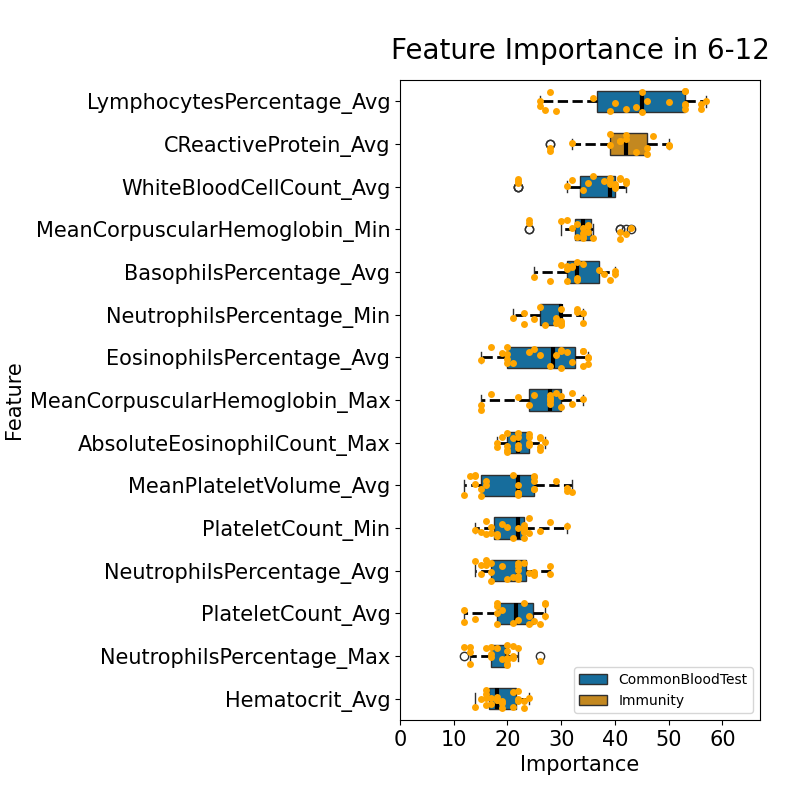 Feature Importance in 6-12
LymphocytesPercentage_Avg
CReactiveProtein_Avg
WhiteBloodCellCount_Avg
MeanCorpuscularHemoglobin_Min
BasophilsPercentage_Avg
NeutrophilsPercentage_Min
EosinophilsPercentage_Avg
MeanCorpuscularHemoglobin_Max
AbsoluteEosinophilCount_Max
MeanPlateletVolume_Avg
PlateletCount_Min
NeutrophilsPercentage_Avg
PlateletCount_Avg
NeutrophilsPercentage_Max
Hematocrit_Avg
Feature
CommonBloodTest
Immunity
0 10 20 30 40 50 60
Importance